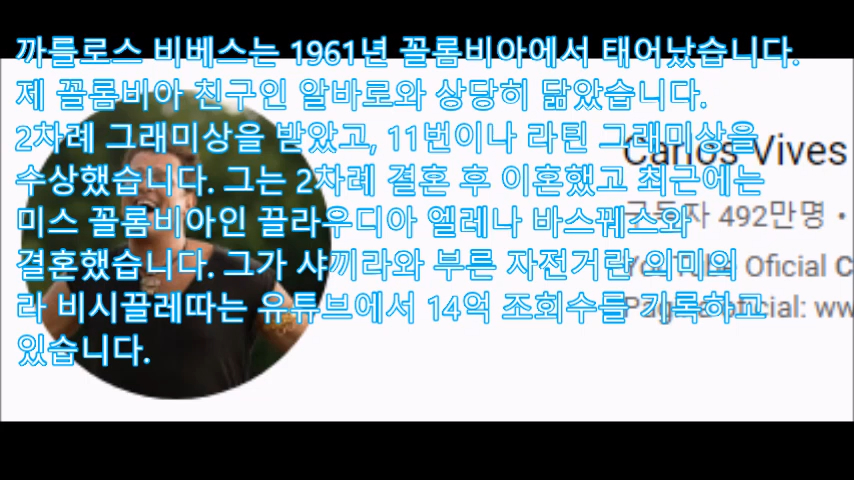 까를로스 비베스는 1961년 꼴롬비아에서 태어났습니다.
제 꼴롬비아 친구인 알바로와 상당히 닮았습니다.
2차례 그래미상을 받았고, 11번이나 라틴 그래미상을
Carlos Vives
수상했습니다. 그는 2차례 결혼 후 이혼했고 최근에는
미스 꼴롬비아인 끌라우디아 엘레나 바스꿰스와
구독자 492만명 •
결혼했습니다. 그가 샤끼라와 부른 자전거란 의미의
YouTube Oficial C
라 비시끌레따는 유튜브에서 14억 조회수를 기록하고
Página oficial: ww
있습니다.